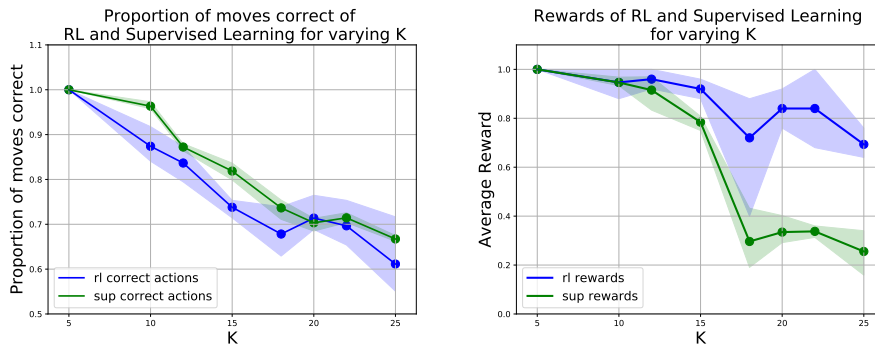 Proportion of moves correct of
RL and Supervised Learning for varying K
Proportion of moves correct
1.1
1.0
0.9
0.8
0.7
0.6
0.5
rl correct actions
sup correct actions
5 10 15 20 25
K
Rewards of RL and Supervised Learning
for varying K
Average Reward
1.0
0.8
0.6
0.4
0.2
0.0
rl rewards
sup rewards
5 10 15 20 25
K